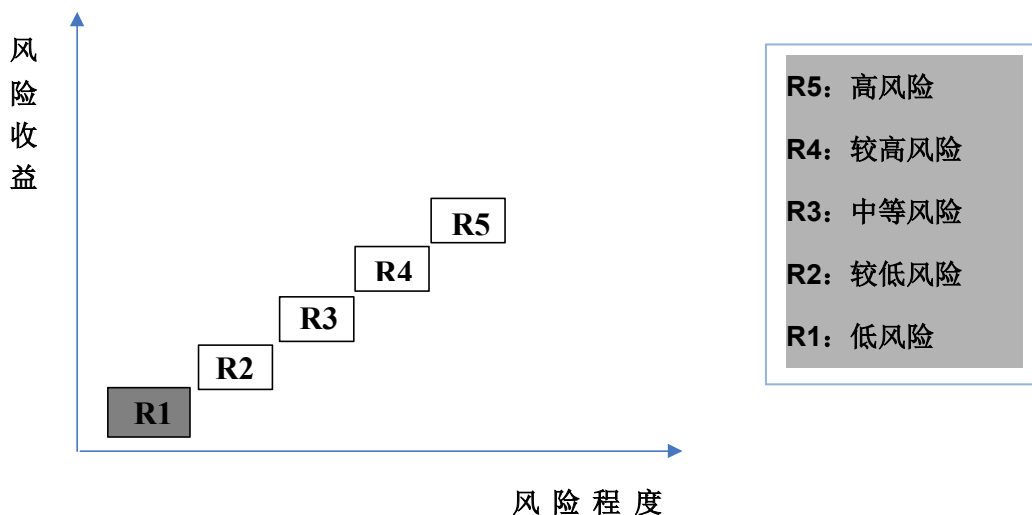 风
险
收
益
R5
R4
R3
R2
R1
风 险 程 度
R5：高风险
R4：较高风险
R3：中等风险
R2：较低风险
R1：低风险